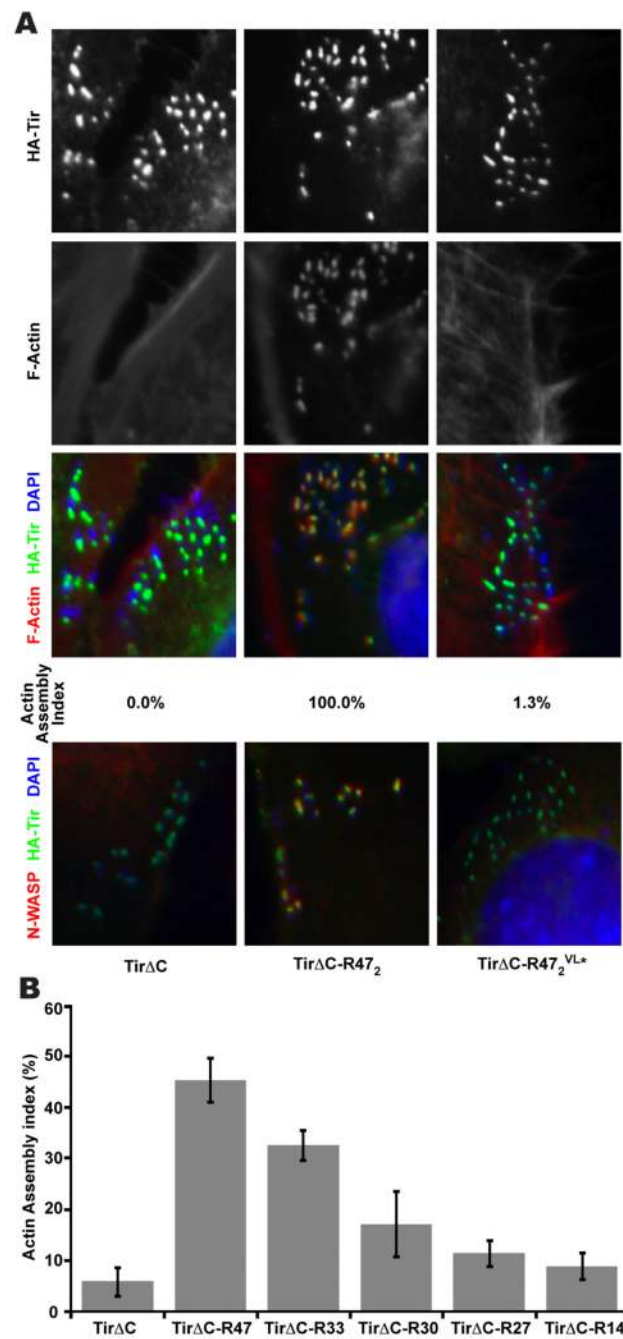 A
HA-Tir
F-Actin
F-Actin HA-Tir DAPI
Actin
Assembly
Index
0.0% 100.0% 1.3%
N-WASP HA-Tir DAPI
TirΔC TirΔC-R47₂ TirΔC-R47₂^VL*
B
Actin Assembly index (%)
60
50
40
30
20
10
0
TirΔC TirΔC-R47 TirΔC-R33 TirΔC-R30 TirΔC-R27 TirΔC-R14